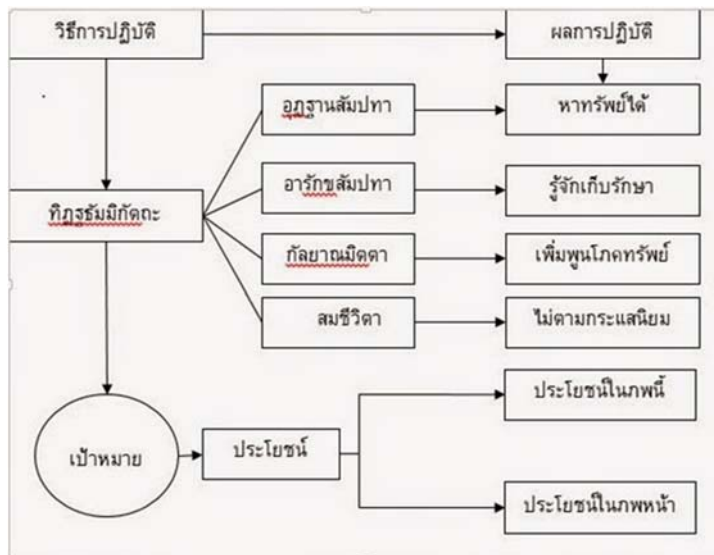 วิธีการปฏิบัติ
ผลการปฏิบัติ
อุฏฐานสัมปทา
หาทรัพย์ได้
อารักขสัมปทา
รู้จักเก็บรักษา
ทิฏฐธัมมิกัตถะ
กัลยาณมิตตา
เพิ่มพูนโภคทรัพย์
สมชีวิตา
ไม่ตามกระแสนิยม
ประโยชน์ในภพนี้
เป้าหมาย
ประโยชน์
ประโยชน์ในภพหน้า